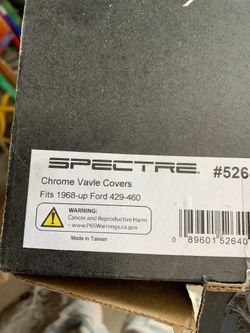 SPECTRE
Chrome Vavle Covers
Fits 1968-up Ford 429-460
WARNING:
Cancer and Reproductive Harm
- www.P65Warnings.ca.gov
Made in Taiwan
0 89601 52640